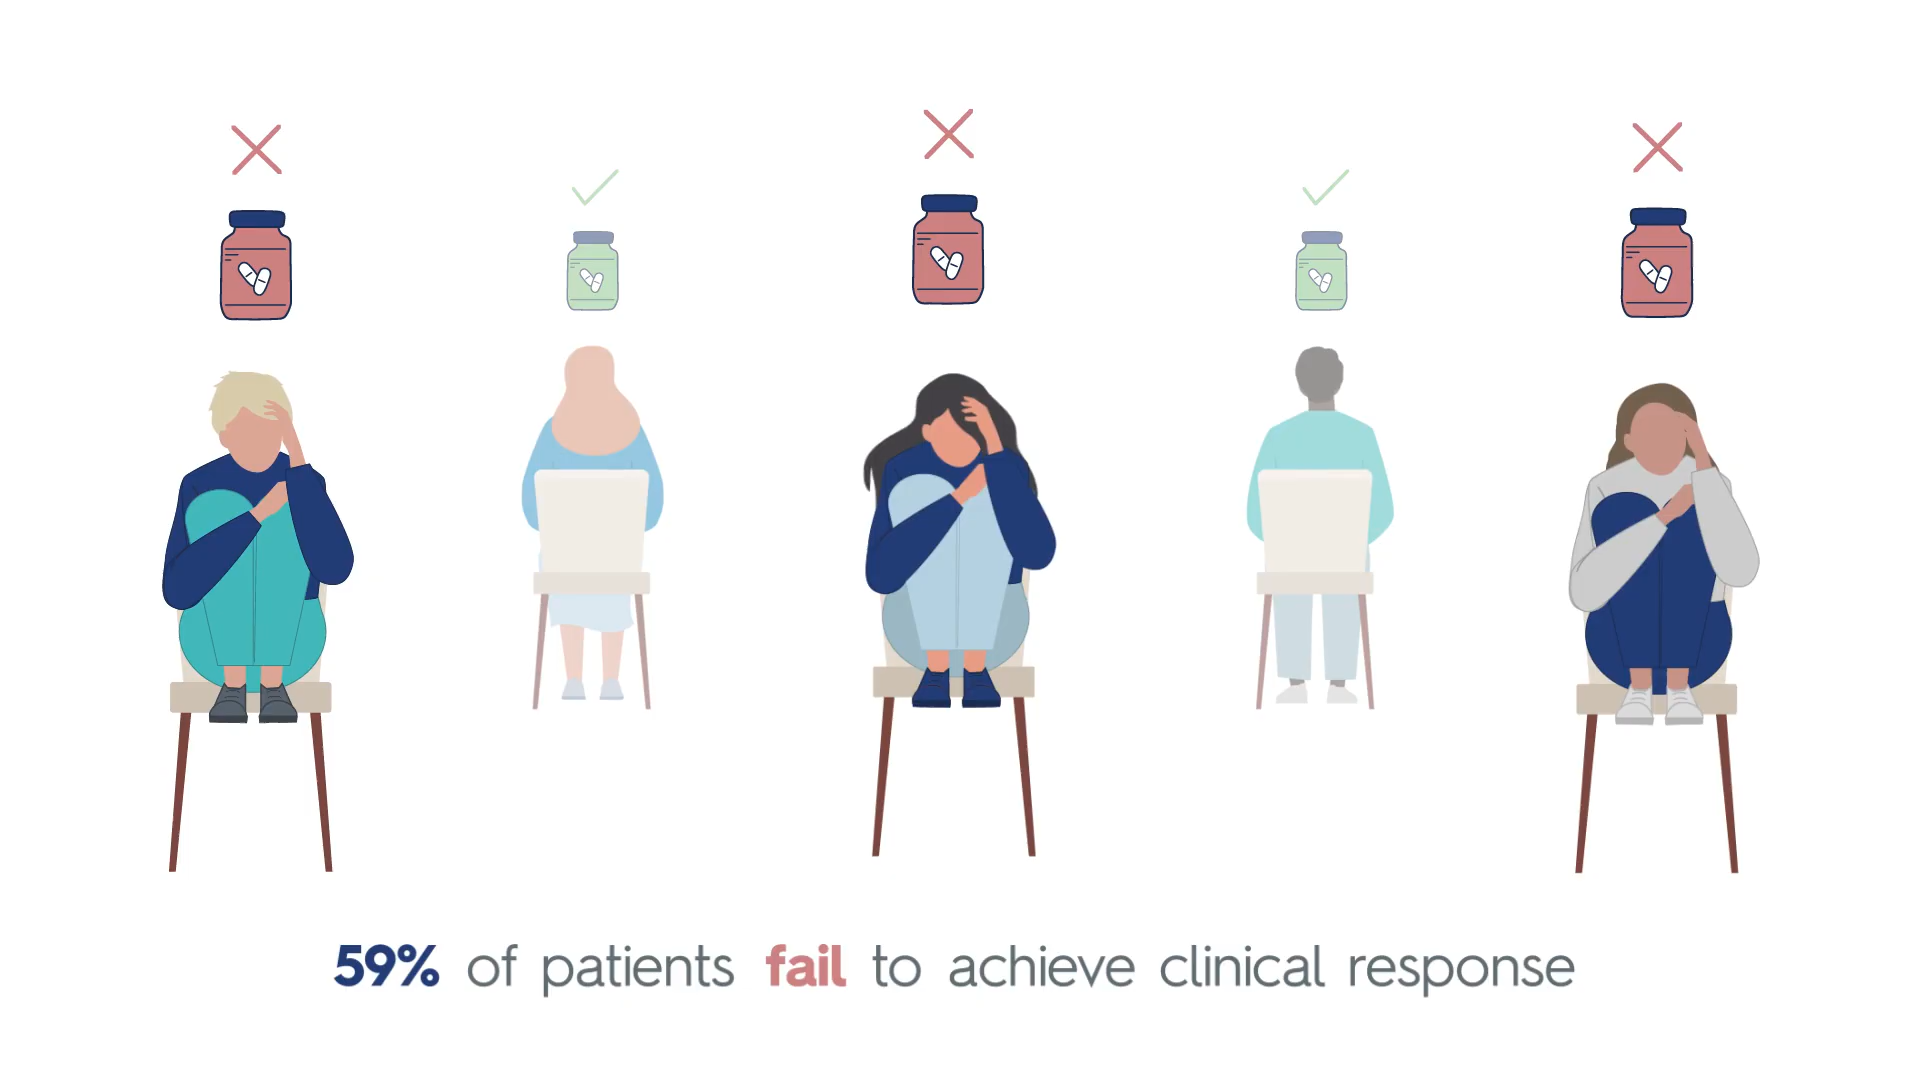 59% of patients fail to achieve clinical response